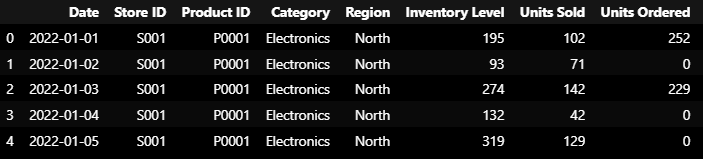 Date Store ID Product ID Category Region Inventory Level Units Sold Units Ordered
0 2022-01-01 S001 P0001 Electronics North 195 102 252
1 2022-01-02 S001 P0001 Electronics North 93 71 0
2 2022-01-03 S001 P0001 Electronics North 274 142 229
3 2022-01-04 S001 P0001 Electronics North 132 42 0
4 2022-01-05 S001 P0001 Electronics North 319 129 0